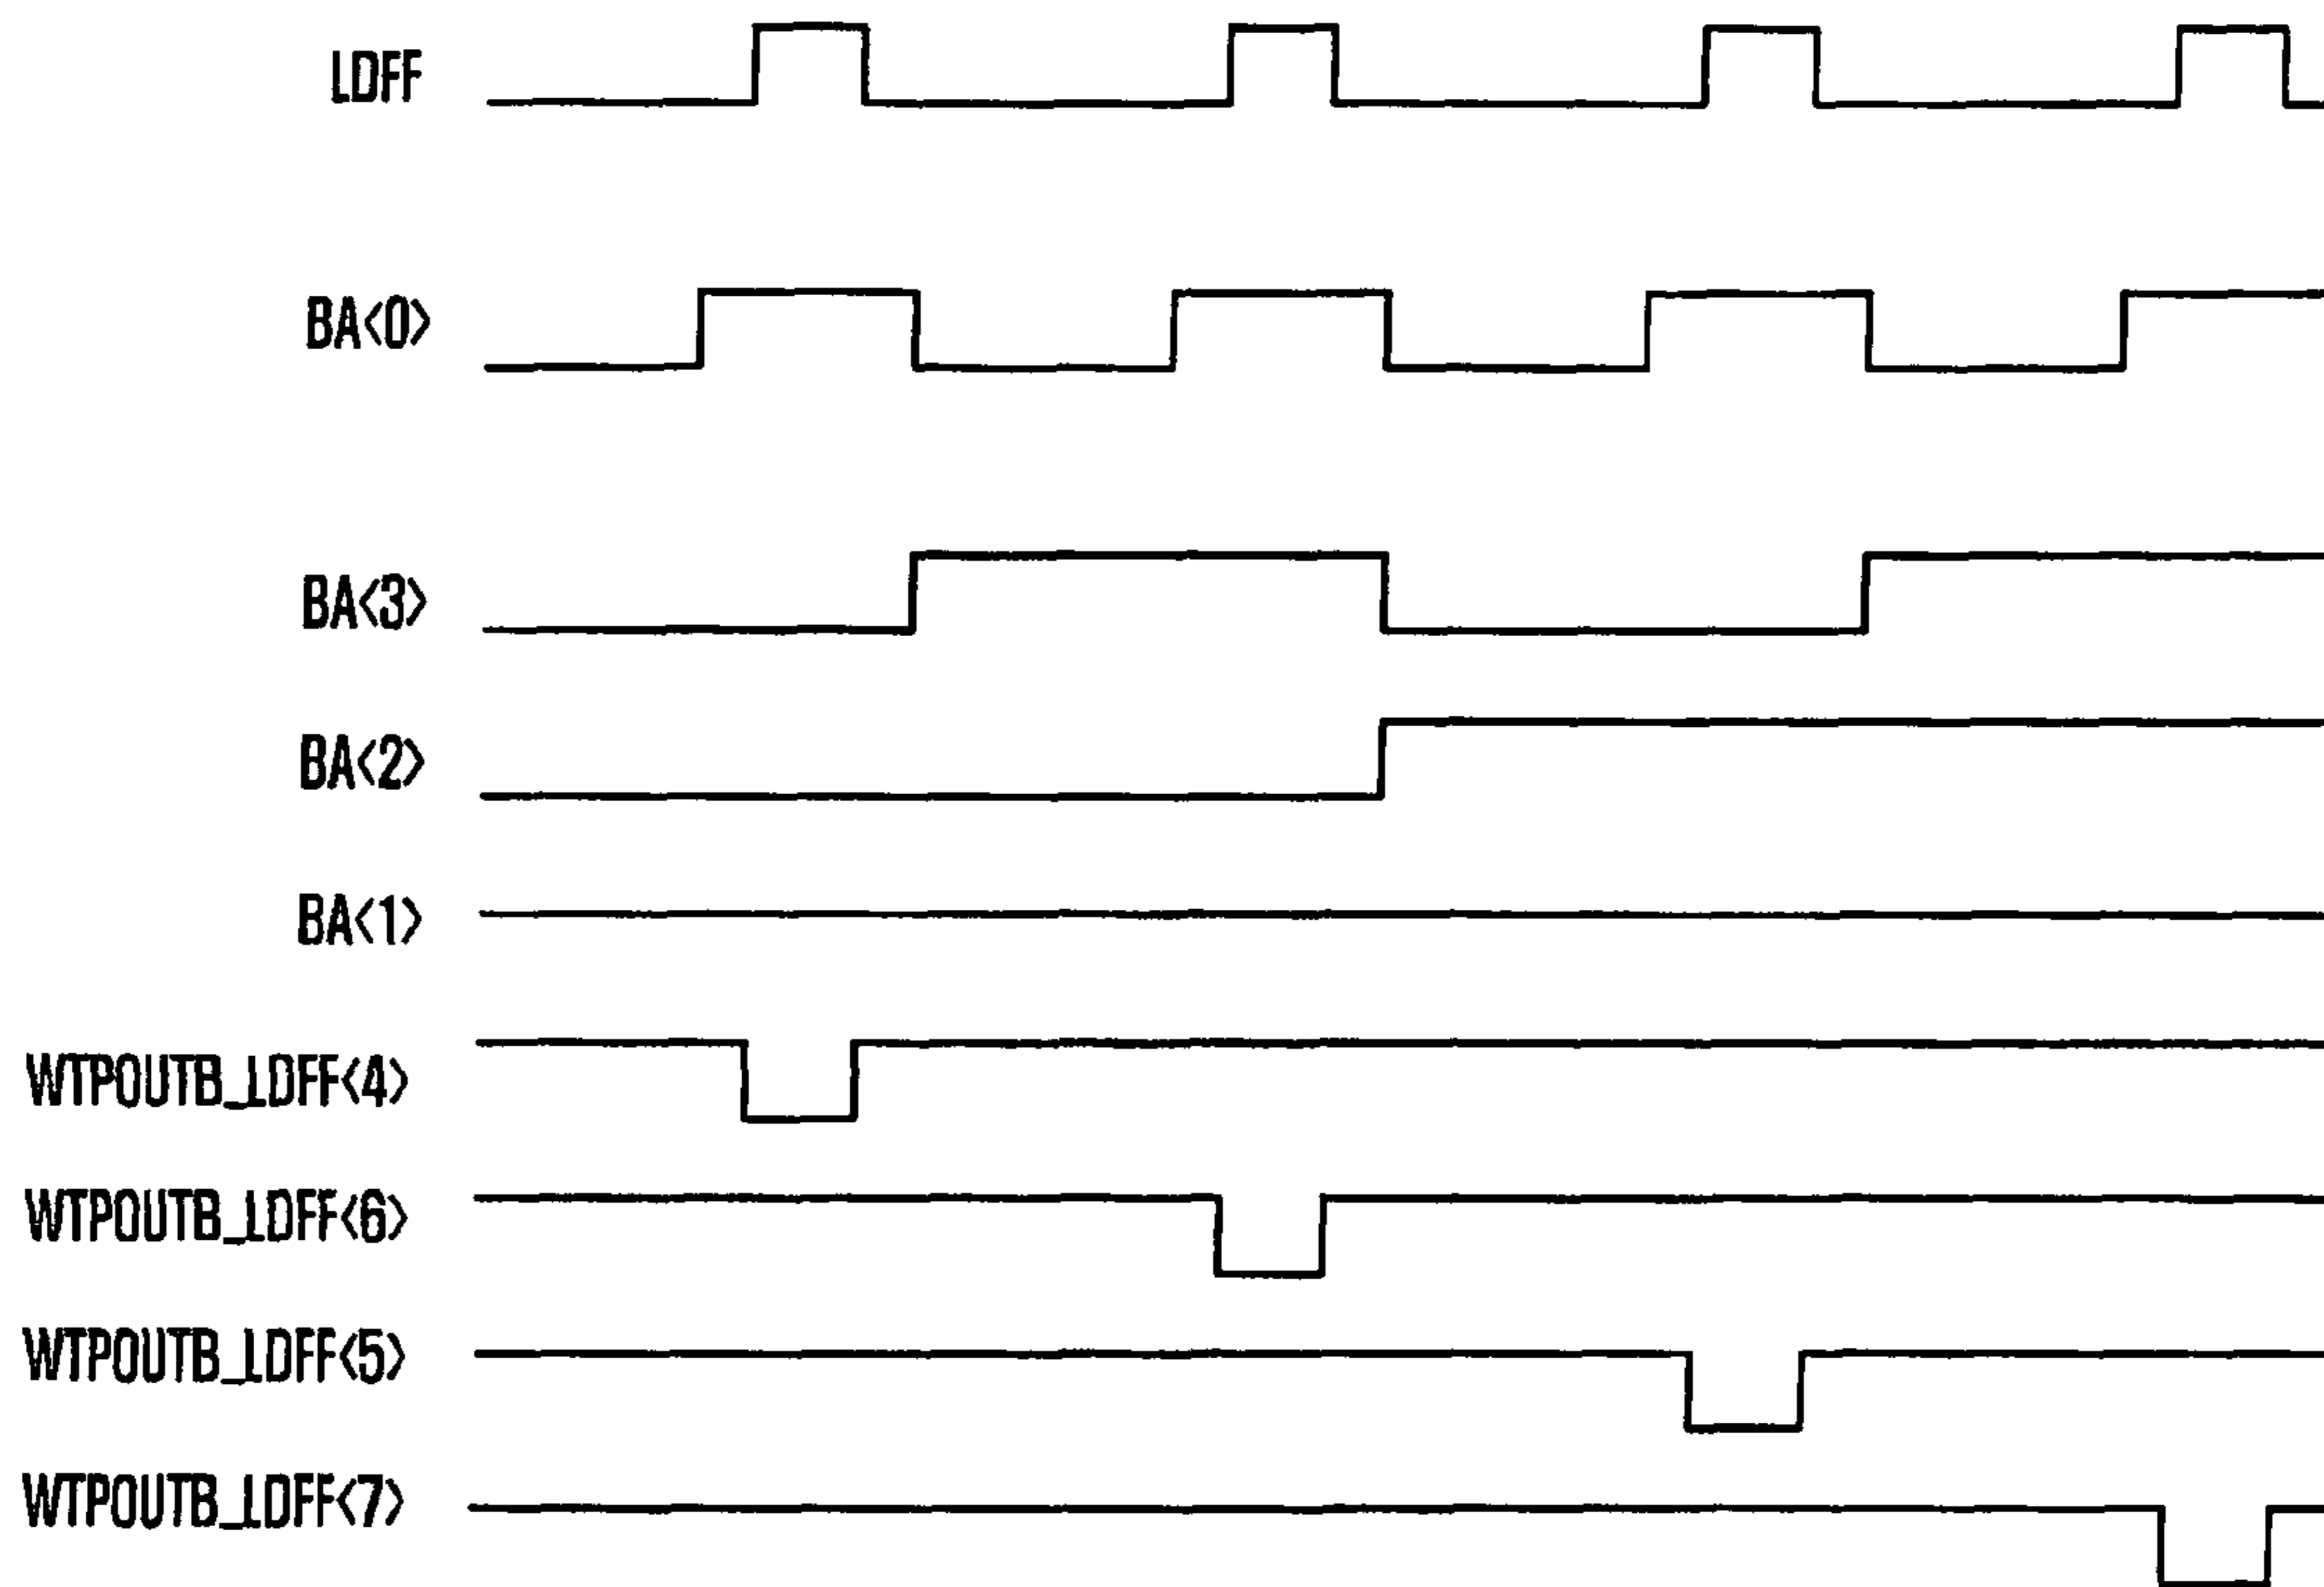 LDFF
BA<0>
BA<3>
BA<2>
BA<1>
WTPOUTB_LDFF<4>
WTPOUTB_LDFF<6>
WTPOUTB_LDFF<5>
WTPOUTB_LDFF<7>